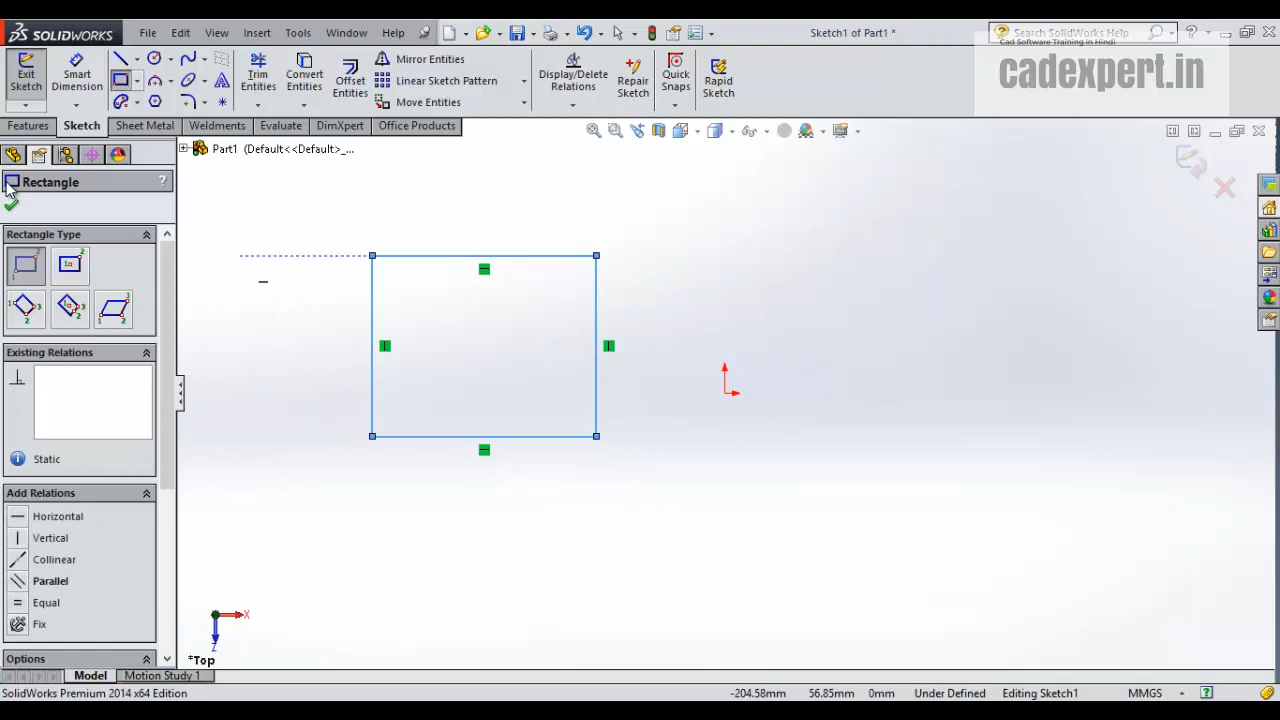 SOLIDWORKS File Edit View Insert Tools Window Help Sketch1 of Part1 * Search SolidWorks Help
Cad Software Training in Hindi
cadexpert.in
Exit Sketch
Smart Dimension
Trim Entities
Convert Entities
Offset Entities
Mirror Entities
Linear Sketch Pattern
Move Entities
Display/Delete Relations
Repair Sketch
Quick Snaps
Rapid Sketch
Features Sketch Sheet Metal Weldments Evaluate DimXpert Office Products
Part1 (Default<<Default>_...
Rectangle ?
Rectangle Type
Existing Relations
Static
Add Relations
Horizontal
Vertical
Collinear
Parallel
Equal
Fix
Options
X
Z
*Top
Model Motion Study 1
SolidWorks Premium 2014 x64 Edition -204.58mm 56.85mm 0mm Under Defined Editing Sketch1 MMGS ?